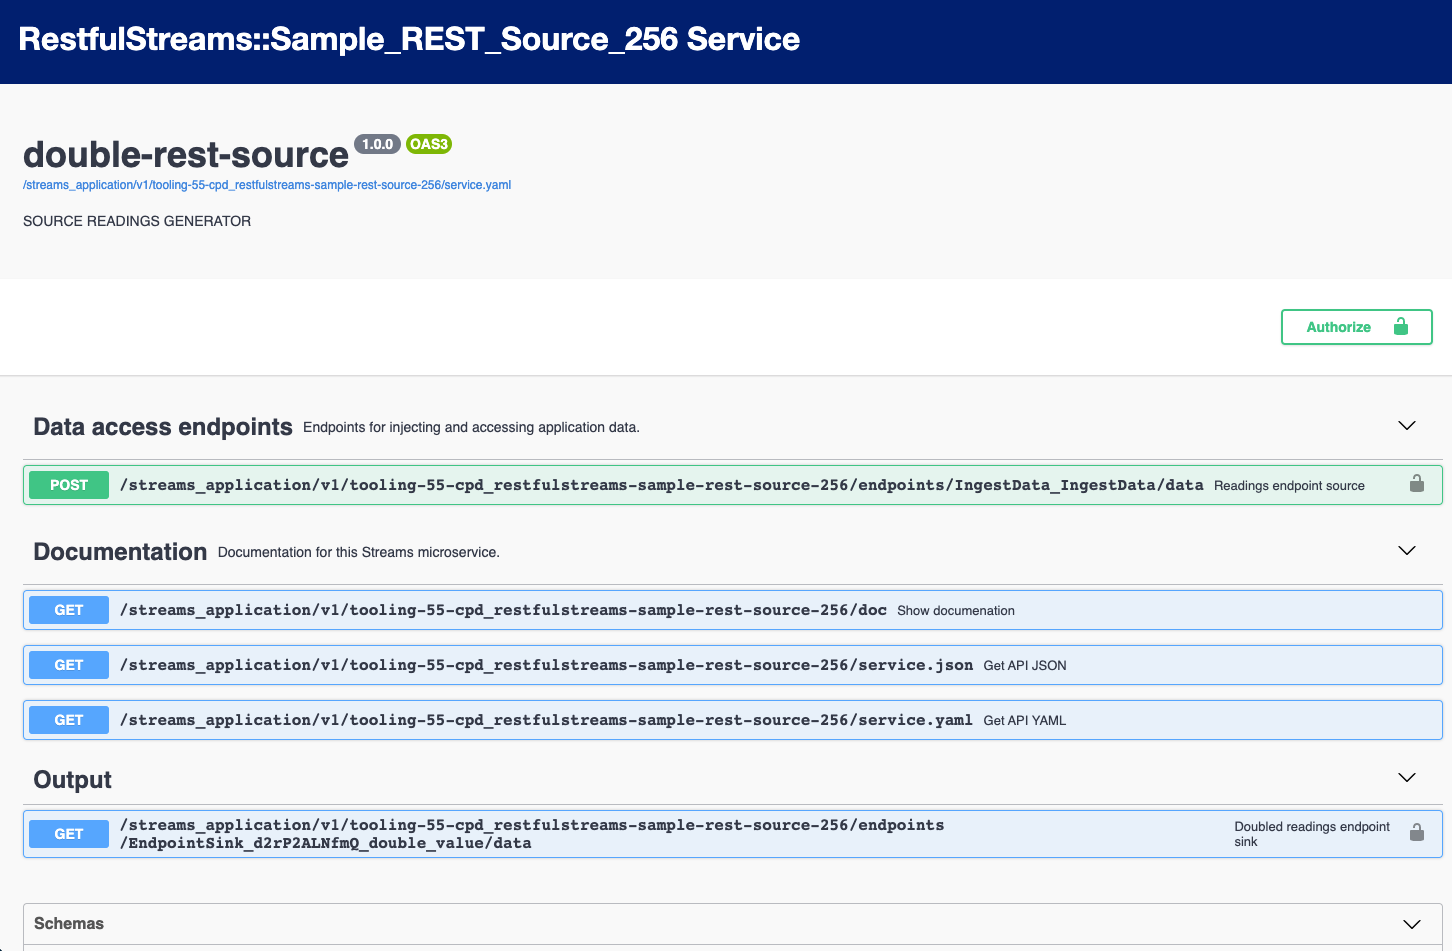 RestfulStreams::Sample_REST_Source_256 Service
double-rest-source 1.0.0 OAS3
/streams_application/v1/tooling-55-cpd_restfulstreams-sample-rest-source-256/service.yaml
SOURCE READINGS GENERATOR
Authorize
Data access endpoints Endpoints for injecting and accessing application data.
POST /streams_application/v1/tooling-55-cpd_restfulstreams-sample-rest-source-256/endpoints/IngestData_IngestData/data Readings endpoint source
Documentation Documentation for this Streams microservice.
GET /streams_application/v1/tooling-55-cpd_restfulstreams-sample-rest-source-256/doc Show documenation
GET /streams_application/v1/tooling-55-cpd_restfulstreams-sample-rest-source-256/service.json Get API JSON
GET /streams_application/v1/tooling-55-cpd_restfulstreams-sample-rest-source-256/service.yaml Get API YAML
Output
GET /streams_application/v1/tooling-55-cpd_restfulstreams-sample-rest-source-256/endpoints
/EndpointSink_d2rP2ALNfmQ_double_value/data
Doubled readings endpoint
sink
Schemas